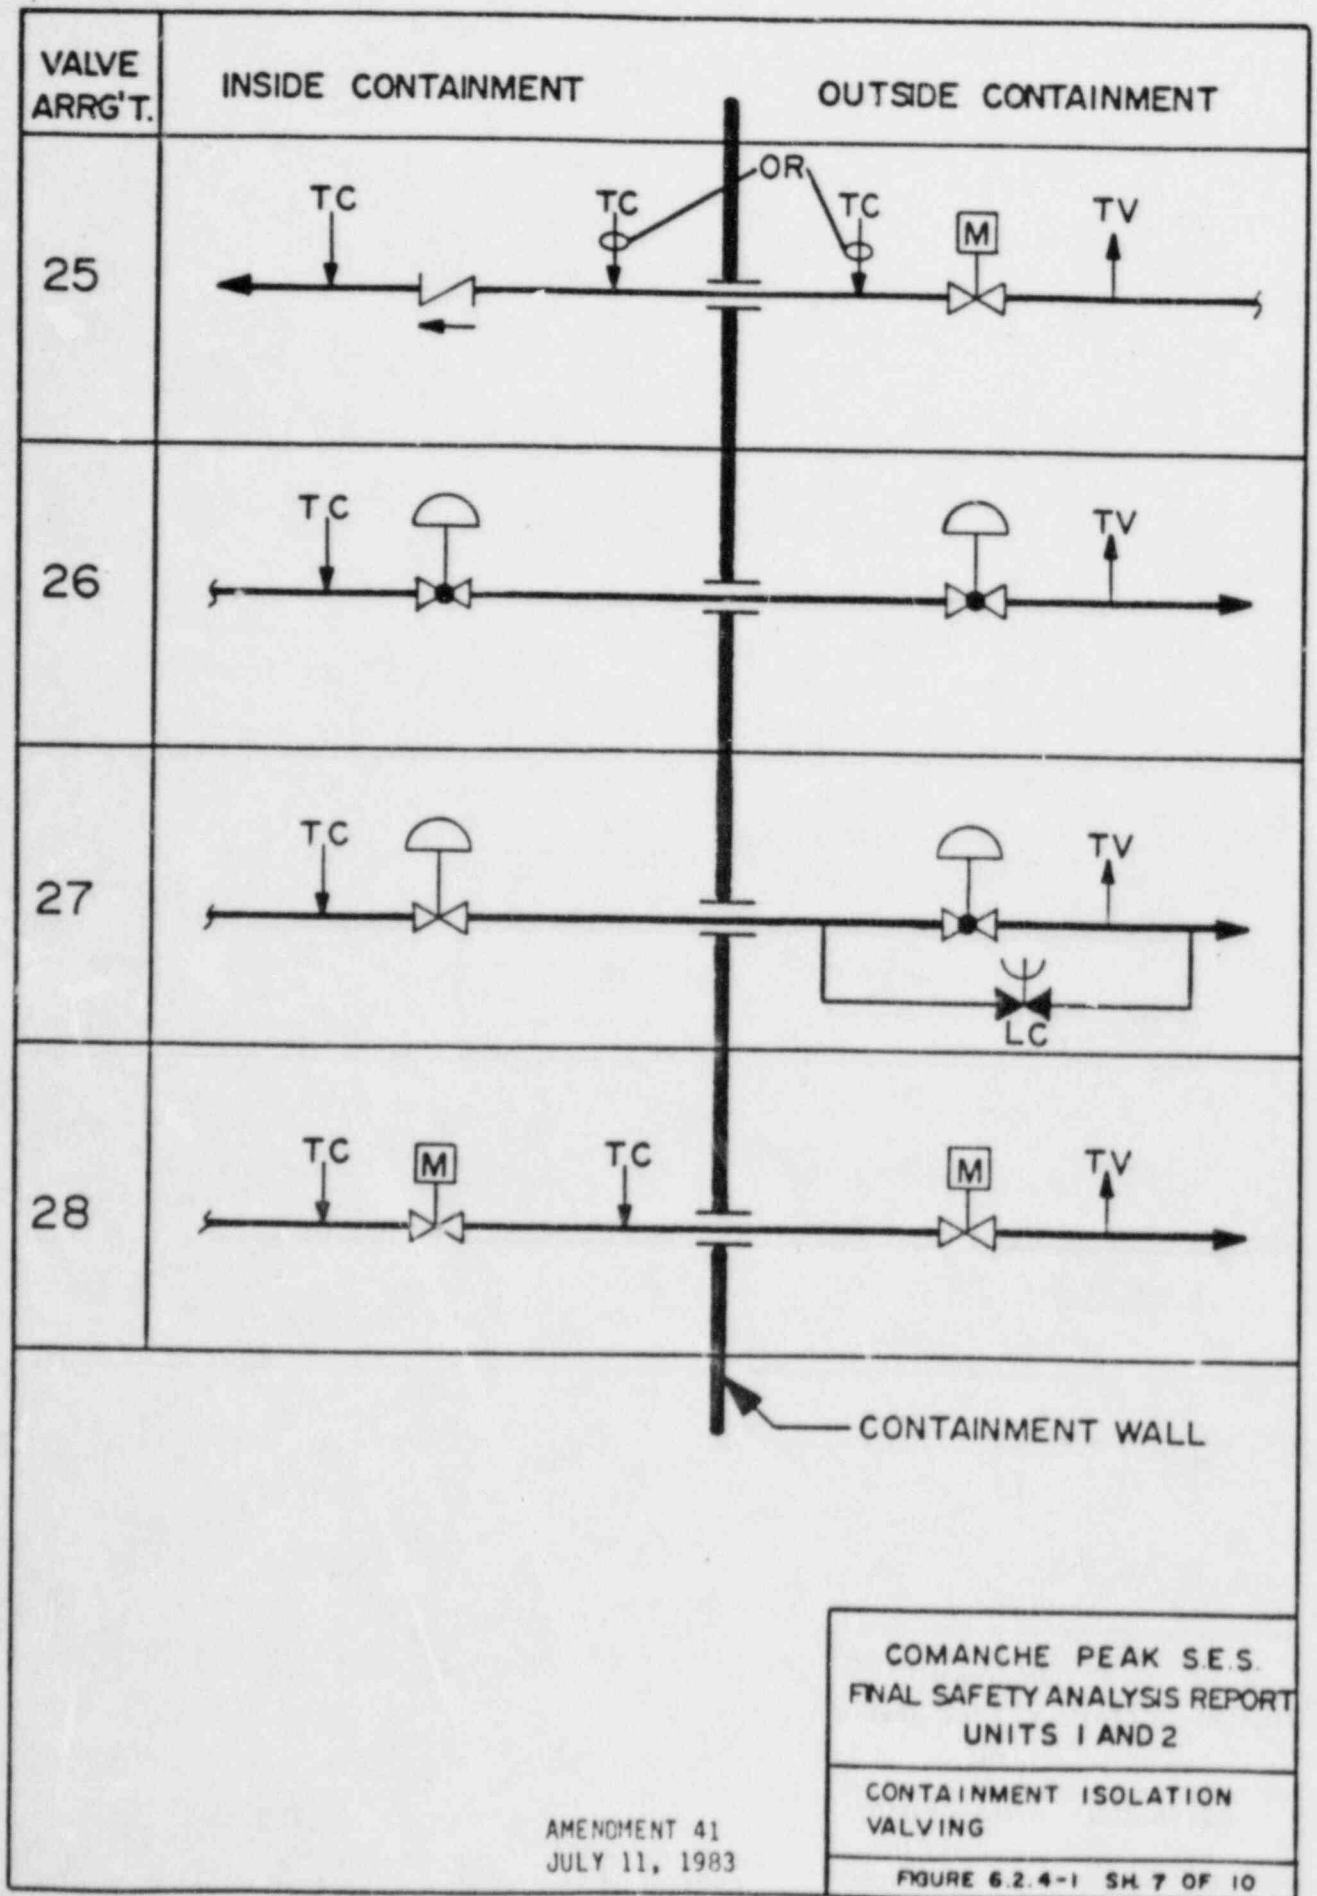 VALVE
ARRG'T.
INSIDE CONTAINMENT
OUTSIDE CONTAINMENT
25
TC
TC
OR
TC
M
TV
26
TC
TV
27
TC
TV
LC
28
TC
M
TC
M
TV
CONTAINMENT WALL
COMANCHE PEAK S.E.S.
FINAL SAFETY ANALYSIS REPORT
UNITS 1 AND 2
CONTAINMENT ISOLATION
VALVING
FIGURE 6.2.4-1 SH. 7 OF 10
AMENDMENT 41
JULY 11, 1983